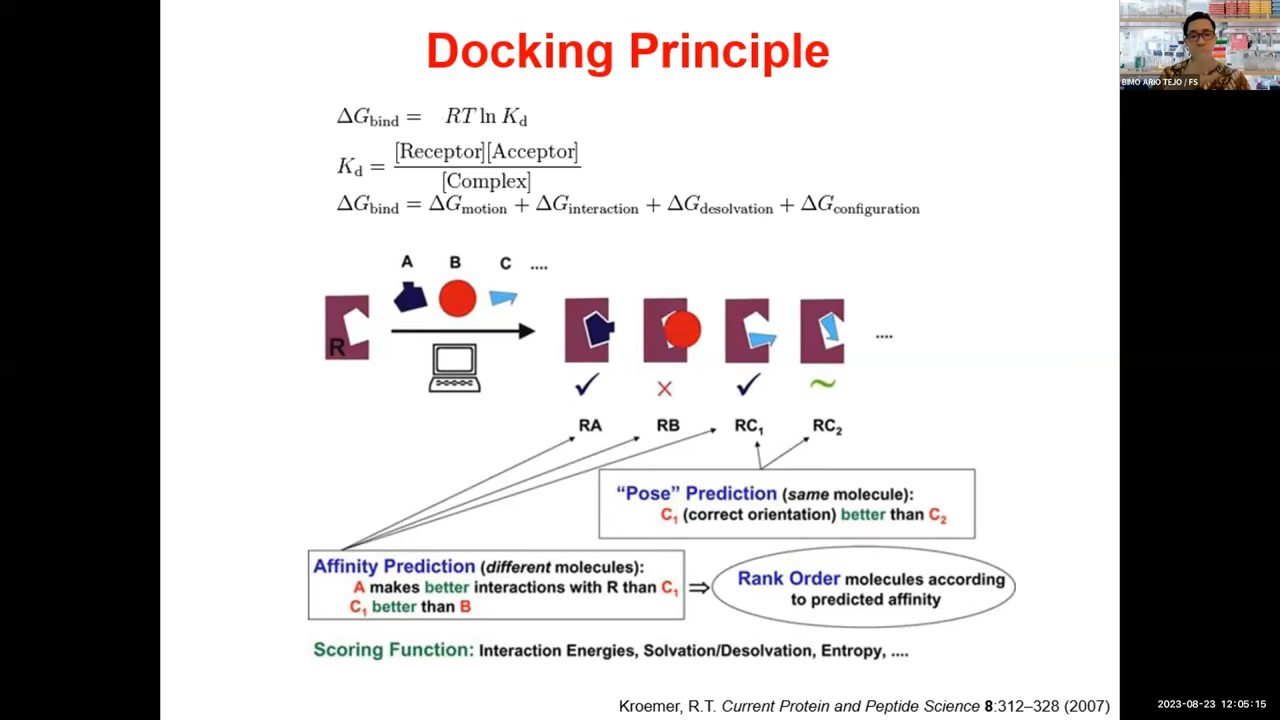 Docking Principle
BIMO ARIO TEJO / FS
ΔG_bind = RT ln K_d
K_d = [Receptor][Acceptor] / [Complex]
ΔG_bind = ΔG_motion + ΔG_interaction + ΔG_desolvation + ΔG_configuration
A B C ....
R
....
RA RB RC₁ RC₂
“Pose” Prediction (same molecule):
C₁ (correct orientation) better than C₂
Affinity Prediction (different molecules):
A makes better interactions with R than C₁
C₁ better than B
⇒
Rank Order molecules according
to predicted affinity
Scoring Function: Interaction Energies, Solvation/Desolvation, Entropy, ....
Kroemer, R.T. Current Protein and Peptide Science 8:312–328 (2007)
2023-08-23 12:05:15